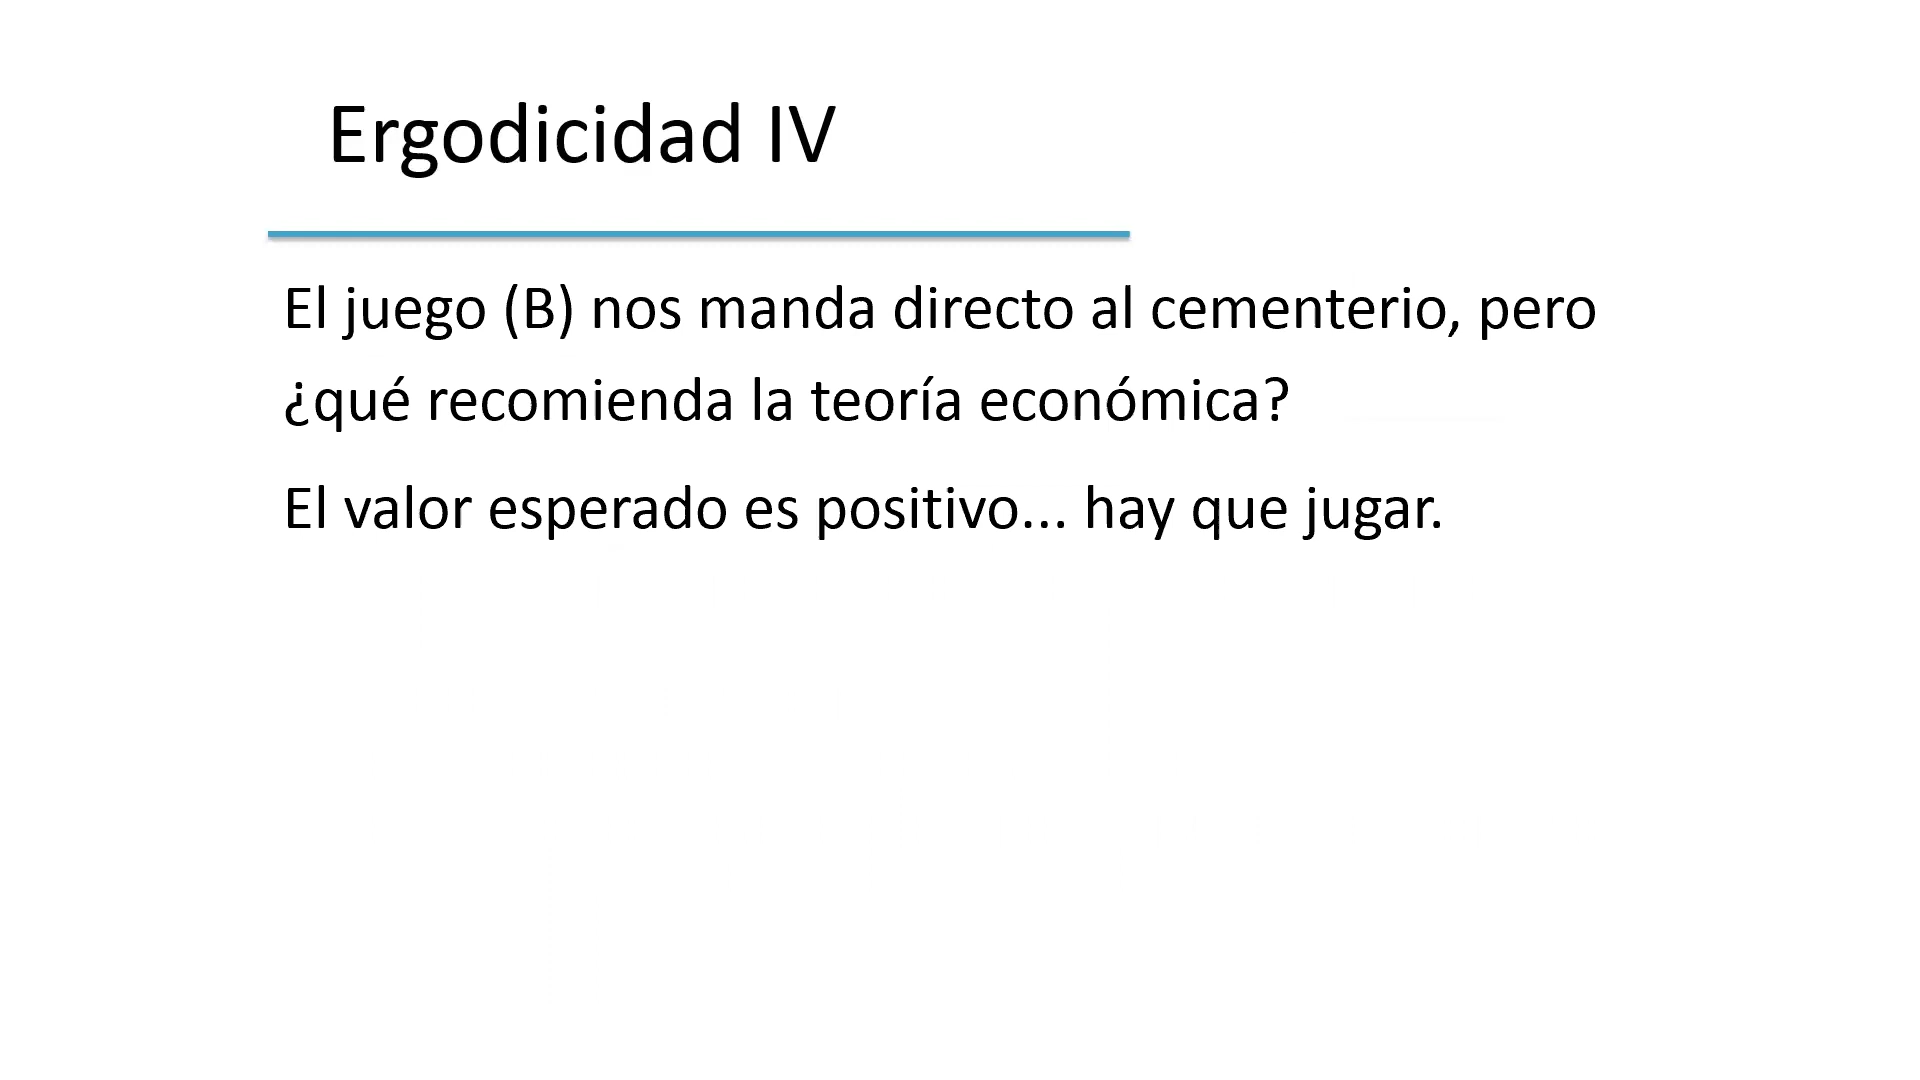 Ergodicidad IV
El juego (B) nos manda directo al cementerio, pero
¿qué recomienda la teoría económica?
El valor esperado es positivo... hay que jugar.